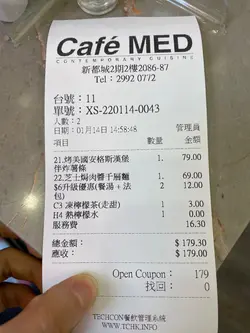 Café MED
CONTEMPORARY CUISINE
新都城2期2樓2086-87
Tel：2992 0772
台號：11
單號：XS-220114-0043
人數：2
日期：01月14日 14:58:48 管理員
項目 數量 金額
21.烤美國安格斯漢堡伴炸薯條 1. 79.00
22.芝士焗肉醬千層麵 1. 69.00
$6升級優惠(餐湯 + 法包) 2 12.00
C3 凍檸檬茶(走甜) 1 3.00
H4 熱檸檬水 1 0.00
服務費 16.30
總金額： $ 179.30
應收： $ 179.00
Open Coupon： 179
找回： 0
TECHCON餐飲管理系統
WWW.TCHK.INFO